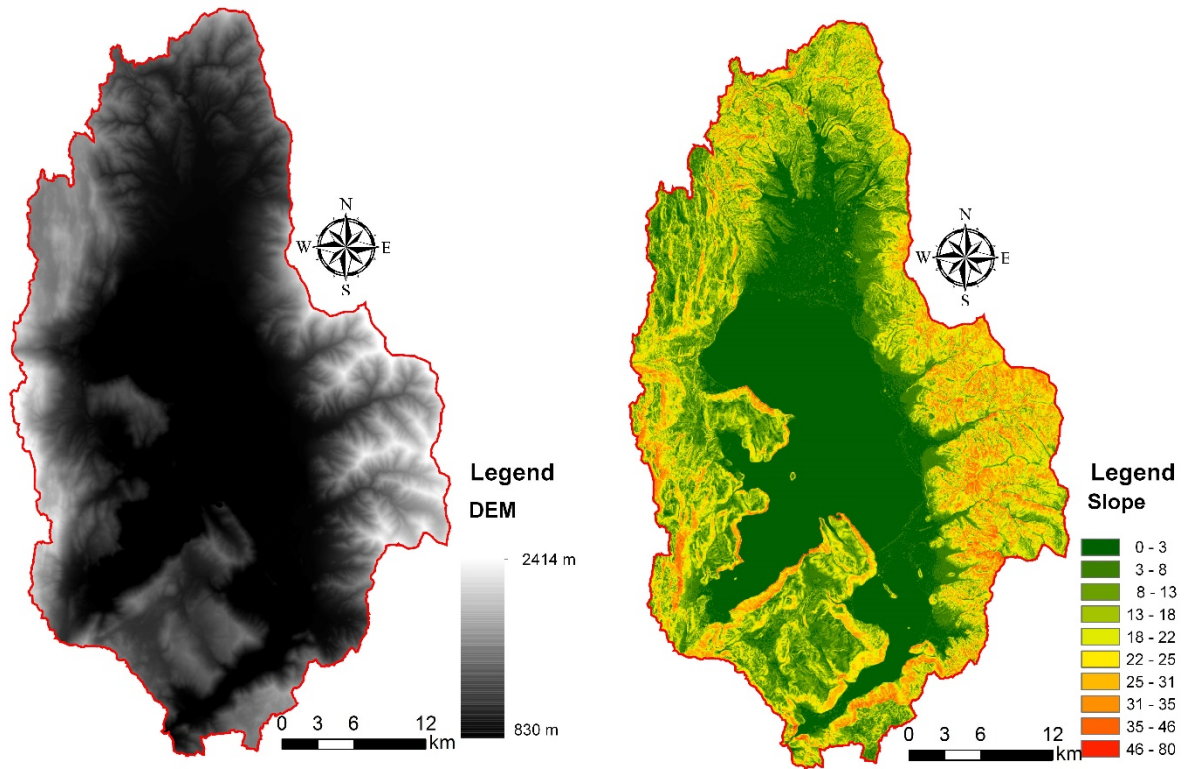 N
W E
S
Legend
DEM
2414 m
830 m
0 3 6 12
km
N
W E
S
Legend
Slope
0 - 3
3 - 8
8 - 13
13 - 18
18 - 22
22 - 25
25 - 31
31 - 35
35 - 46
46 - 80
0 3 6 12
km